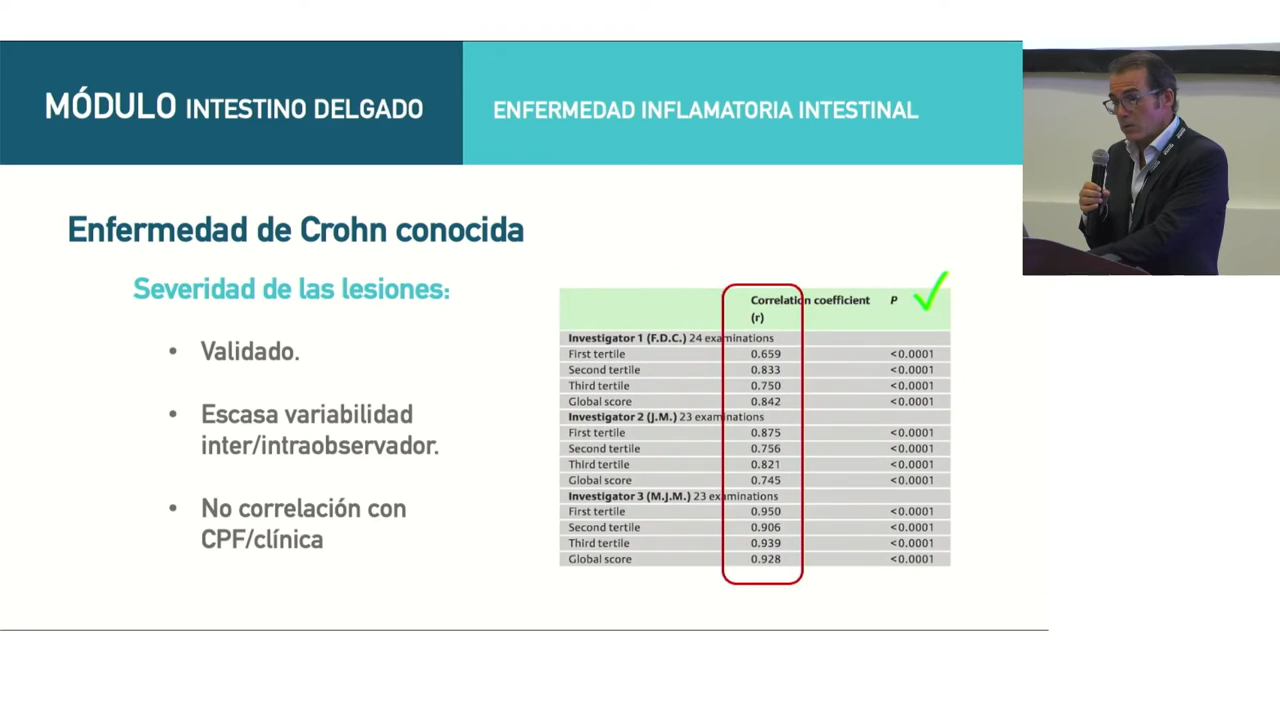 MÓDULO INTESTINO DELGADO
ENFERMEDAD INFLAMATORIA INTESTINAL
Enfermedad de Crohn conocida
Severidad de las lesiones:
• Validado.
• Escasa variabilidad
inter/intraobservador.
• No correlación con
CPF/clínica
Correlation coefficient P
(r)
Investigator 1 (F.D.C.) 24 examinations
First tertile 0.659 <0.0001
Second tertile 0.833 <0.0001
Third tertile 0.750 <0.0001
Global score 0.842 <0.0001
Investigator 2 (J.M.) 23 examinations
First tertile 0.875 <0.0001
Second tertile 0.756 <0.0001
Third tertile 0.821 <0.0001
Global score 0.745 <0.0001
Investigator 3 (M.J.M.) 23 examinations
First tertile 0.950 <0.0001
Second tertile 0.906 <0.0001
Third tertile 0.939 <0.0001
Global score 0.928 <0.0001